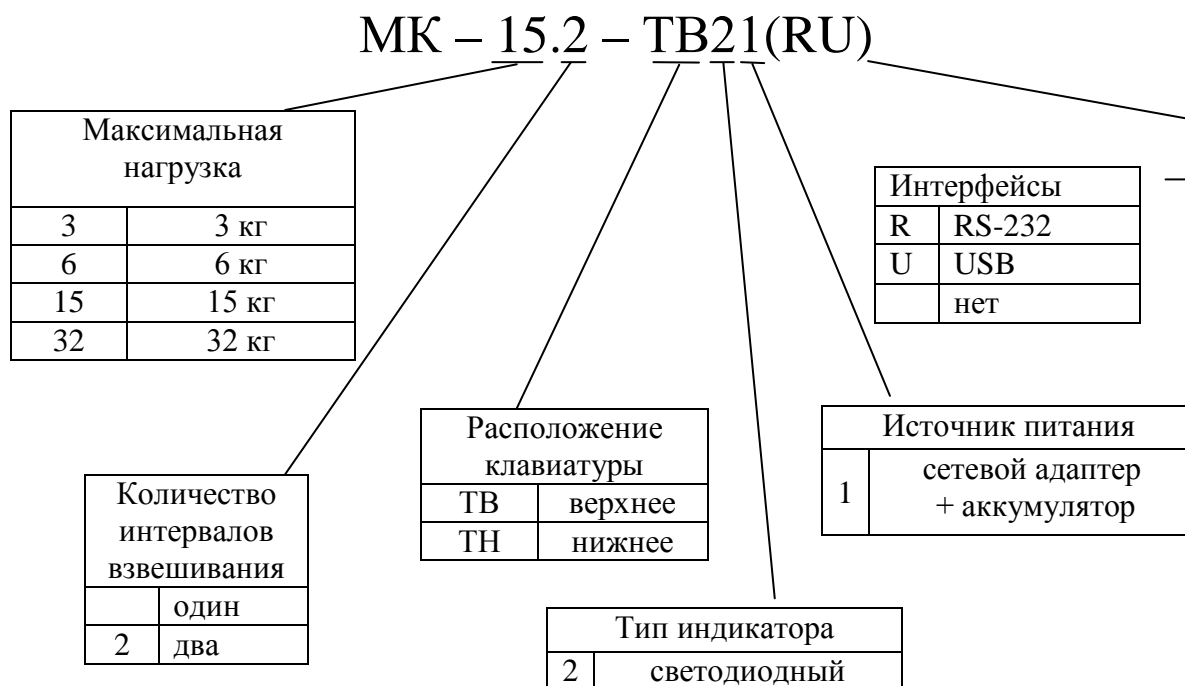 МК – 15.2 – ТВ21(RU)
Максимальная
нагрузка
3 3 кг
6 6 кг
15 15 кг
32 32 кг
Интерфейсы
R RS-232
U USB
нет
Расположение
клавиатуры
ТВ верхнее
ТН нижнее
Источник питания
1 сетевой адаптер
+ аккумулятор
Количество
интервалов
взвешивания
один
2 два
Тип индикатора
2 светодиодный